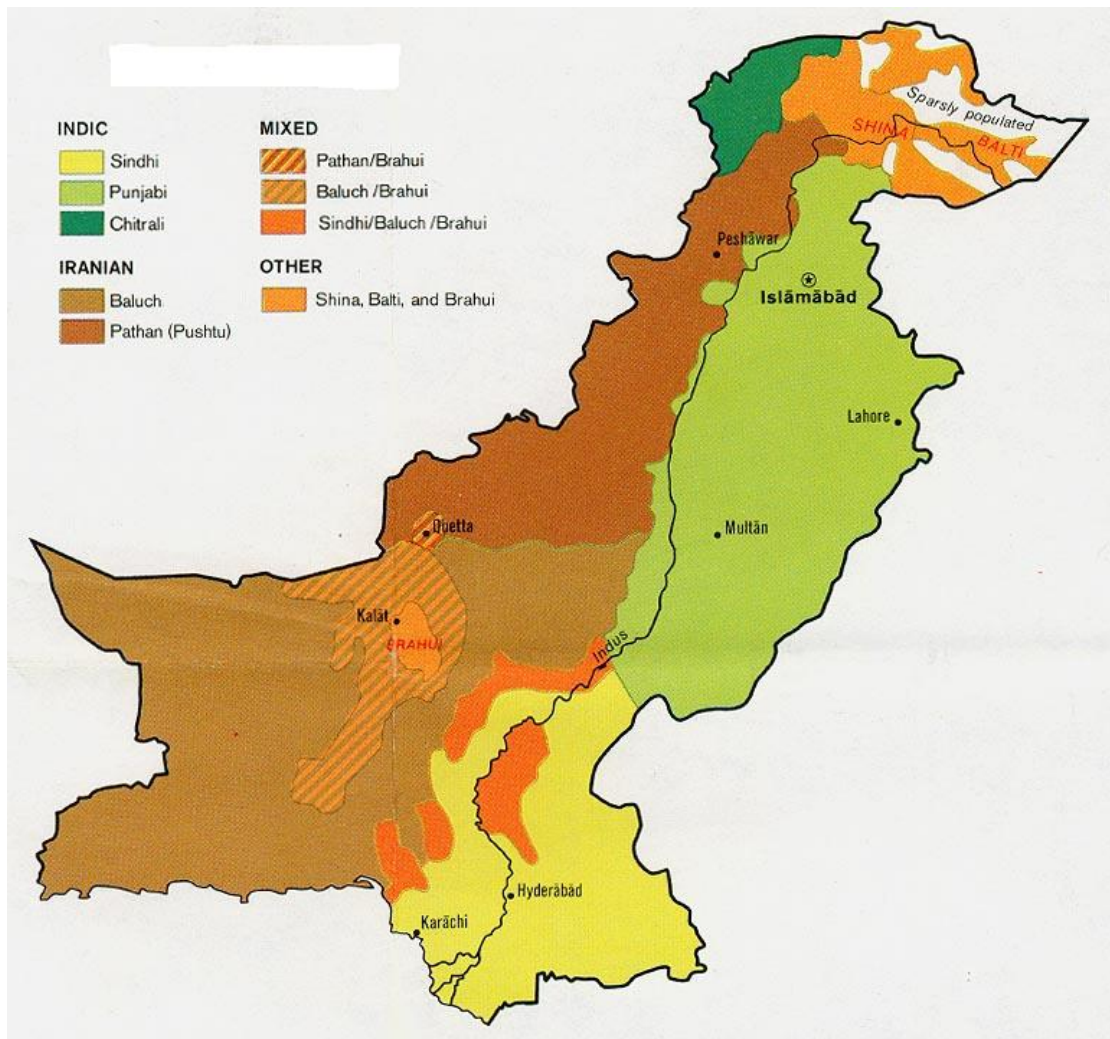 INDIC
Sindhi
Punjabi
Chitrali
IRANIAN
Baluch
Pathan (Pushtu)
MIXED
Pathan/Brahui
Baluch /Brahui
Sindhi/Baluch /Brahui
OTHER
Shina, Balti, and Brahui
Sparsly populated
SHINA
BALTI
Peshāwar
Islāmābād
Lahore
Quetta
Multān
Kalāt
BRAHUI
Indus
Hyderābād
Karāchi